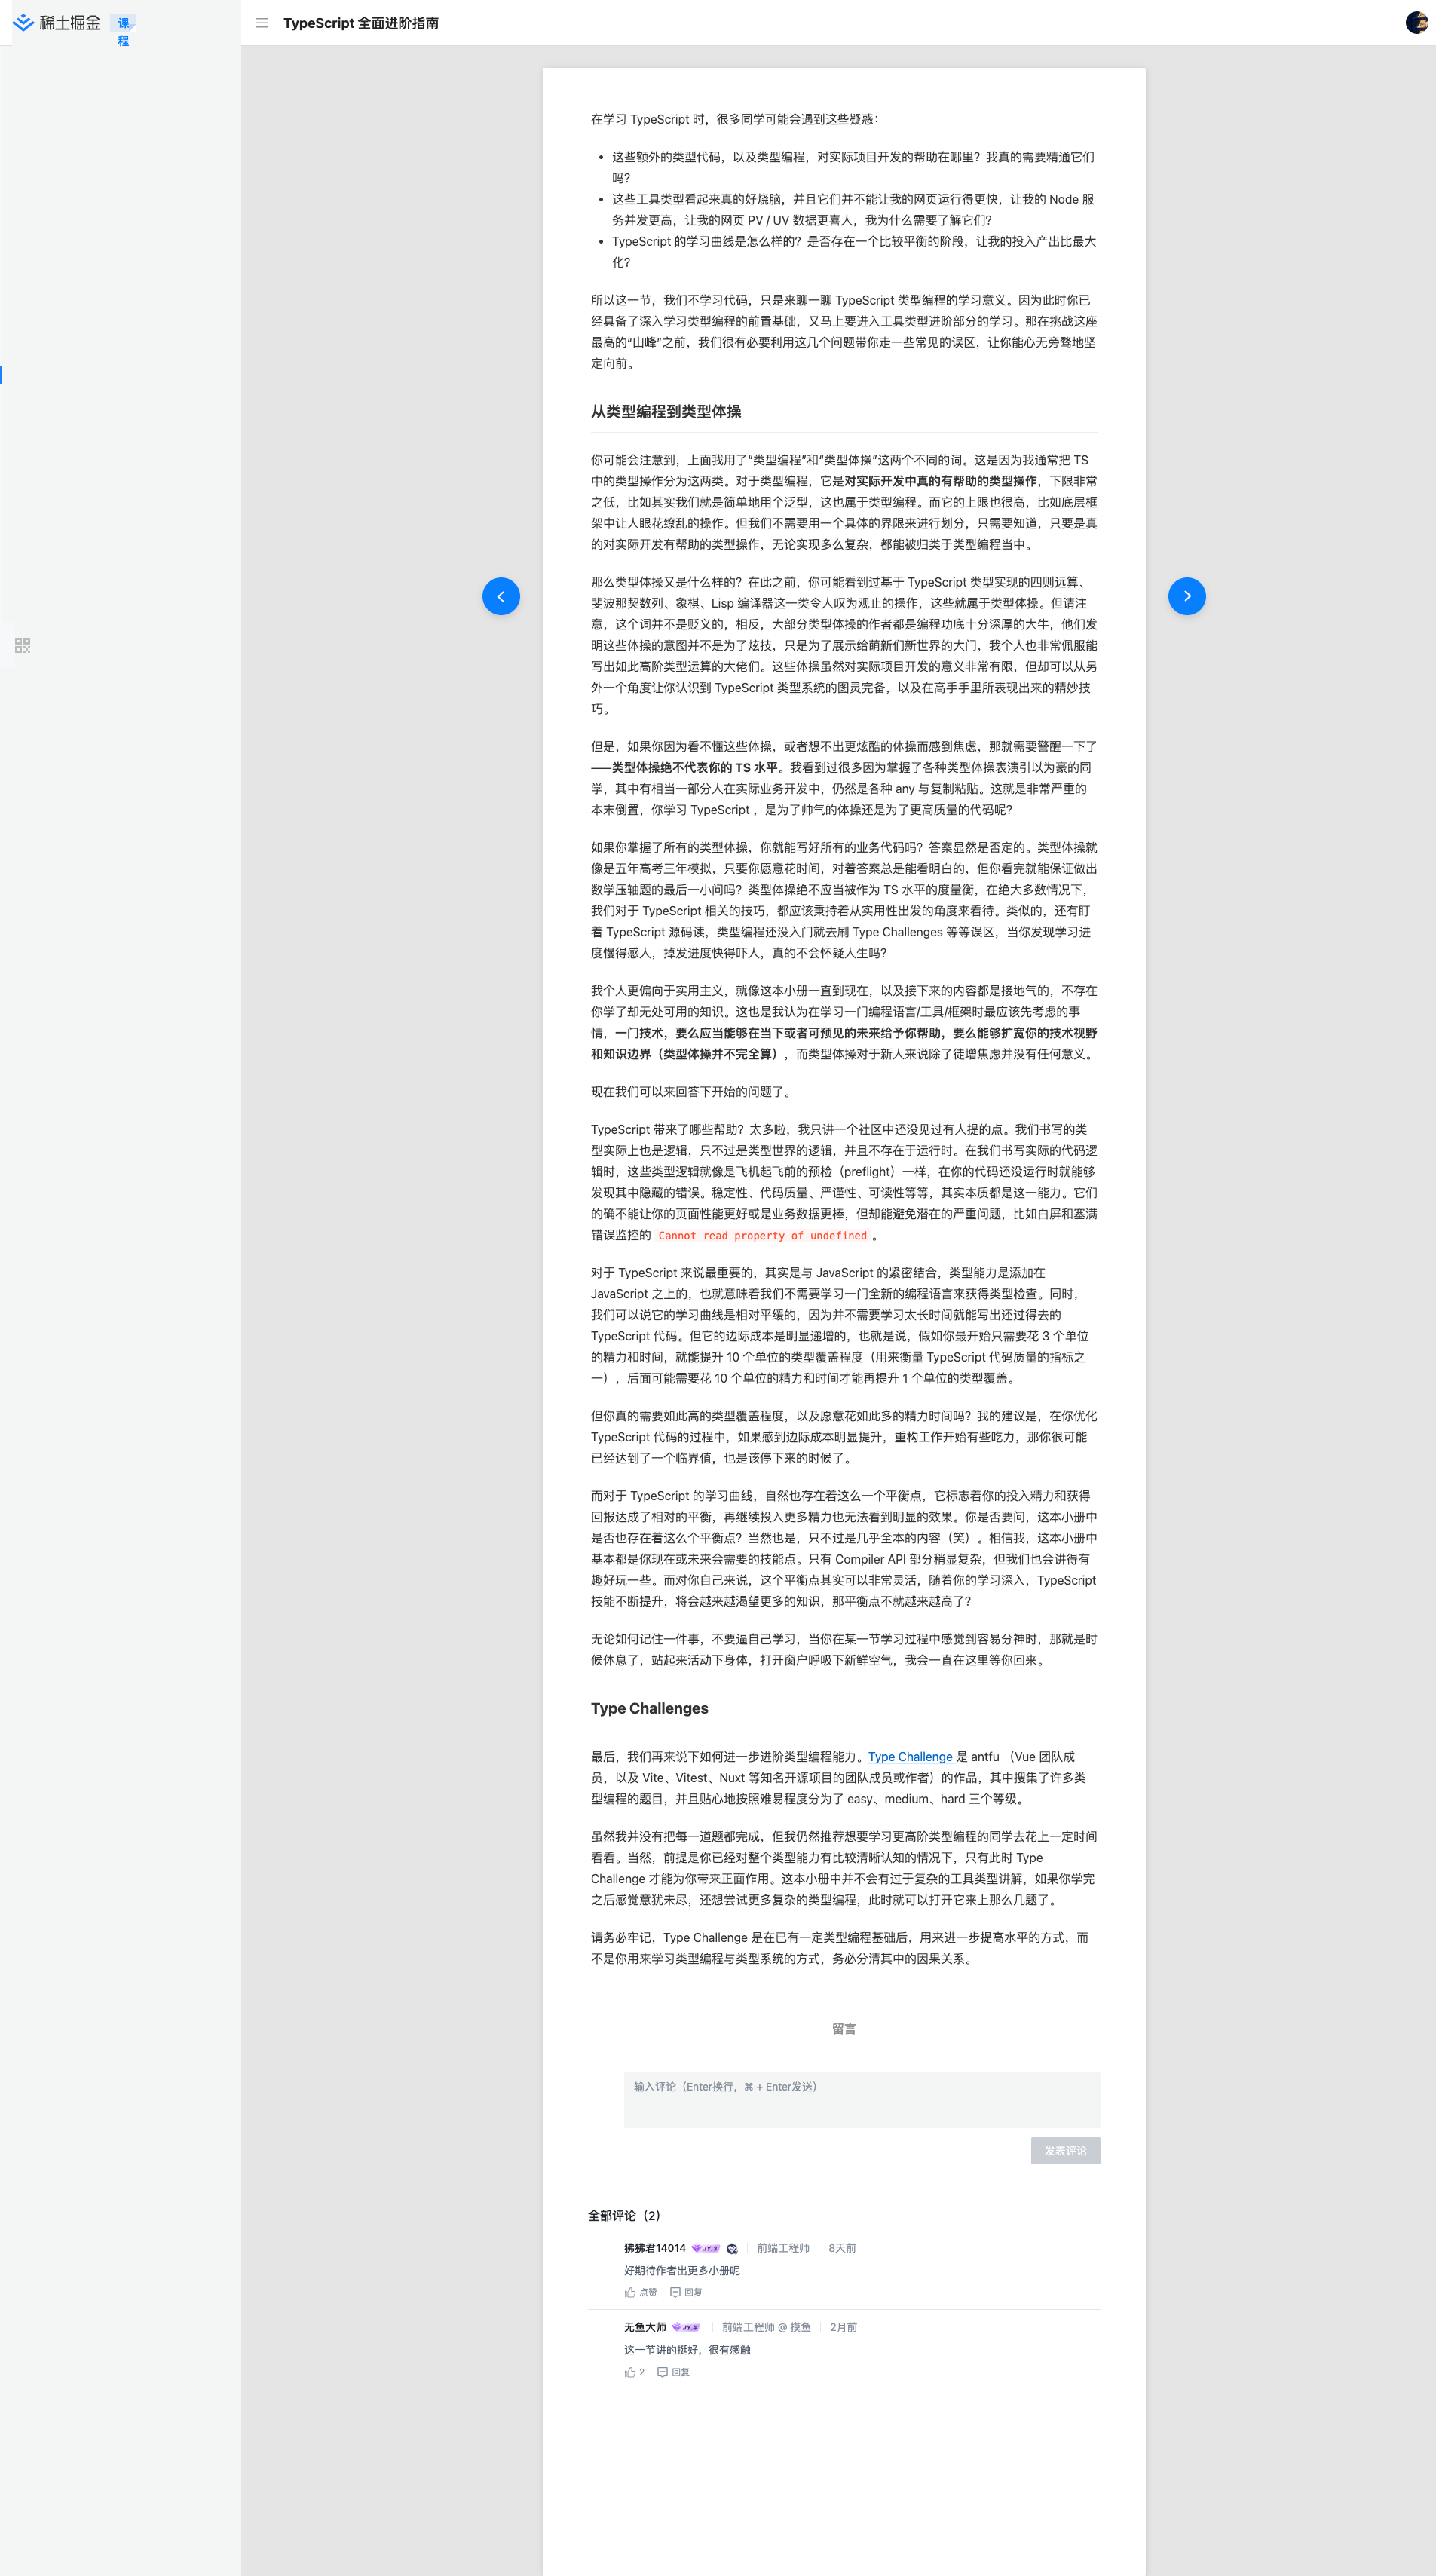 稀土掘金
课
程
TypeScript 全面进阶指南
在学习 TypeScript 时，很多同学可能会遇到这些疑惑：
• 这些额外的类型代码，以及类型编程，对实际项目开发的帮助在哪里？我真的需要精通它们
吗？
• 这些工具类型看起来真的好烧脑，并且它们并不能让我的网页运行得更快，让我的 Node 服
务并发更高，让我的网页 PV / UV 数据更喜人，我为什么需要了解它们？
• TypeScript 的学习曲线是怎么样的？是否存在一个比较平衡的阶段，让我的投入产出比最大
化？
所以这一节，我们不学习代码，只是来聊一聊 TypeScript 类型编程的学习意义。因为此时你已
经具备了深入学习类型编程的前置基础，又马上要进入工具类型进阶部分的学习。那在挑战这座
最高的“山峰”之前，我们很有必要利用这几个问题带你走一些常见的误区，让你能心无旁骛地坚
定向前。
从类型编程到类型体操
你可能会注意到，上面我用了“类型编程”和“类型体操”这两个不同的词。这是因为我通常把 TS
中的类型操作分为这两类。对于类型编程，它是对实际开发中真的有帮助的类型操作，下限非常
之低，比如其实我们就是简单地用个泛型，这也属于类型编程。而它的上限也很高，比如底层框
架中让人眼花缭乱的操作。但我们不需要用一个具体的界限来进行划分，只需要知道，只要是真
的对实际开发有帮助的类型操作，无论实现多么复杂，都能被归类于类型编程当中。
那么类型体操又是什么样的？在此之前，你可能看到过基于 TypeScript 类型实现的四则远算、
斐波那契数列、象棋、Lisp 编译器这一类令人叹为观止的操作，这些就属于类型体操。但请注
意，这个词并不是贬义的，相反，大部分类型体操的作者都是编程功底十分深厚的大牛，他们发
明这些体操的意图并不是为了炫技，只是为了展示给萌新们新世界的大门，我个人也非常佩服能
写出如此高阶类型运算的大佬们。这些体操虽然对实际项目开发的意义非常有限，但却可以从另
外一个角度让你认识到 TypeScript 类型系统的图灵完备，以及在高手手里所表现出来的精妙技
巧。
但是，如果你因为看不懂这些体操，或者想不出更炫酷的体操而感到焦虑，那就需要警醒一下了
——类型体操绝不代表你的 TS 水平。我看到过很多因为掌握了各种类型体操表演引以为豪的同
学，其中有相当一部分人在实际业务开发中，仍然是各种 any 与复制粘贴。这就是非常严重的
本末倒置，你学习 TypeScript ，是为了帅气的体操还是为了更高质量的代码呢？
如果你掌握了所有的类型体操，你就能写好所有的业务代码吗？答案显然是否定的。类型体操就
像是五年高考三年模拟，只要你愿意花时间，对着答案总是能看明白的，但你看完就能保证做出
数学压轴题的最后一小问吗？类型体操绝不应当被作为 TS 水平的度量衡，在绝大多数情况下，
我们对于 TypeScript 相关的技巧，都应该秉持着从实用性出发的角度来看待。类似的，还有盯
着 TypeScript 源码读，类型编程还没入门就去刷 Type Challenges 等等误区，当你发现学习进
度慢得感人，掉发进度快得吓人，真的不会怀疑人生吗？
我个人更偏向于实用主义，就像这本小册一直到现在，以及接下来的内容都是接地气的，不存在
你学了却无处可用的知识。这也是我认为在学习一门编程语言/工具/框架时最应该先考虑的事
情，一门技术，要么应当能够在当下或者可预见的未来给予你帮助，要么能够扩宽你的技术视野
和知识边界（类型体操并不完全算），而类型体操对于新人来说除了徒增焦虑并没有任何意义。
现在我们可以来回答下开始的问题了。
TypeScript 带来了哪些帮助？太多啦，我只讲一个社区中还没见过有人提的点。我们书写的类
型实际上也是逻辑，只不过是类型世界的逻辑，并且不存在于运行时。在我们书写实际的代码逻
辑时，这些类型逻辑就像是飞机起飞前的预检（preflight）一样，在你的代码还没运行时就能够
发现其中隐藏的错误。稳定性、代码质量、严谨性、可读性等等，其实本质都是这一能力。它们
的确不能让你的页面性能更好或是业务数据更棒，但却能避免潜在的严重问题，比如白屏和塞满
错误监控的 Cannot read property of undefined 。
对于 TypeScript 来说最重要的，其实是与 JavaScript 的紧密结合，类型能力是添加在
JavaScript 之上的，也就意味着我们不需要学习一门全新的编程语言来获得类型检查。同时，
我们可以说它的学习曲线是相对平缓的，因为并不需要学习太长时间就能写出还过得去的
TypeScript 代码。但它的边际成本是明显递增的，也就是说，假如你最开始只需要花 3 个单位
的精力和时间，就能提升 10 个单位的类型覆盖程度（用来衡量 TypeScript 代码质量的指标之
一），后面可能需要花 10 个单位的精力和时间才能再提升 1 个单位的类型覆盖。
但你真的需要如此高的类型覆盖程度，以及愿意花如此多的精力时间吗？我的建议是，在你优化
TypeScript 代码的过程中，如果感到边际成本明显提升，重构工作开始有些吃力，那你很可能
已经达到了一个临界值，也是该停下来的时候了。
而对于 TypeScript 的学习曲线，自然也存在着这么一个平衡点，它标志着你的投入精力和获得
回报达成了相对的平衡，再继续投入更多精力也无法看到明显的效果。你是否要问，这本小册中
是否也存在着这么个平衡点？当然也是，只不过是几乎全本的内容（笑）。相信我，这本小册中
基本都是你现在或未来会需要的技能点。只有 Compiler API 部分稍显复杂，但我们也会讲得有
趣好玩一些。而对你自己来说，这个平衡点其实可以非常灵活，随着你的学习深入，TypeScript
技能不断提升，将会越来越渴望更多的知识，那平衡点不就越来越高了？
无论如何记住一件事，不要逼自己学习，当你在某一节学习过程中感觉到容易分神时，那就是时
候休息了，站起来活动下身体，打开窗户呼吸下新鲜空气，我会一直在这里等你回来。
Type Challenges
最后，我们再来说下如何进一步进阶类型编程能力。Type Challenge 是 antfu （Vue 团队成
员，以及 Vite、Vitest、Nuxt 等知名开源项目的团队成员或作者）的作品，其中搜集了许多类
型编程的题目，并且贴心地按照难易程度分为了 easy、medium、hard 三个等级。
虽然我并没有把每一道题都完成，但我仍然推荐想要学习更高阶类型编程的同学去花上一定时间
看看。当然，前提是你已经对整个类型能力有比较清晰认知的情况下，只有此时 Type
Challenge 才能为你带来正面作用。这本小册中并不会有过于复杂的工具类型讲解，如果你学完
之后感觉意犹未尽，还想尝试更多复杂的类型编程，此时就可以打开它来上那么几题了。
请务必牢记，Type Challenge 是在已有一定类型编程基础后，用来进一步提高水平的方式，而
不是你用来学习类型编程与类型系统的方式，务必分清其中的因果关系。
留言
输入评论（Enter换行，⌘ + Enter发送）
发表评论
全部评论（2）
狒狒君14014 JY.3 前端工程师 8天前
好期待作者出更多小册呢
点赞 回复
无鱼大师 JY.4 前端工程师 @ 摸鱼 2月前
这一节讲的挺好，很有感触
2 回复